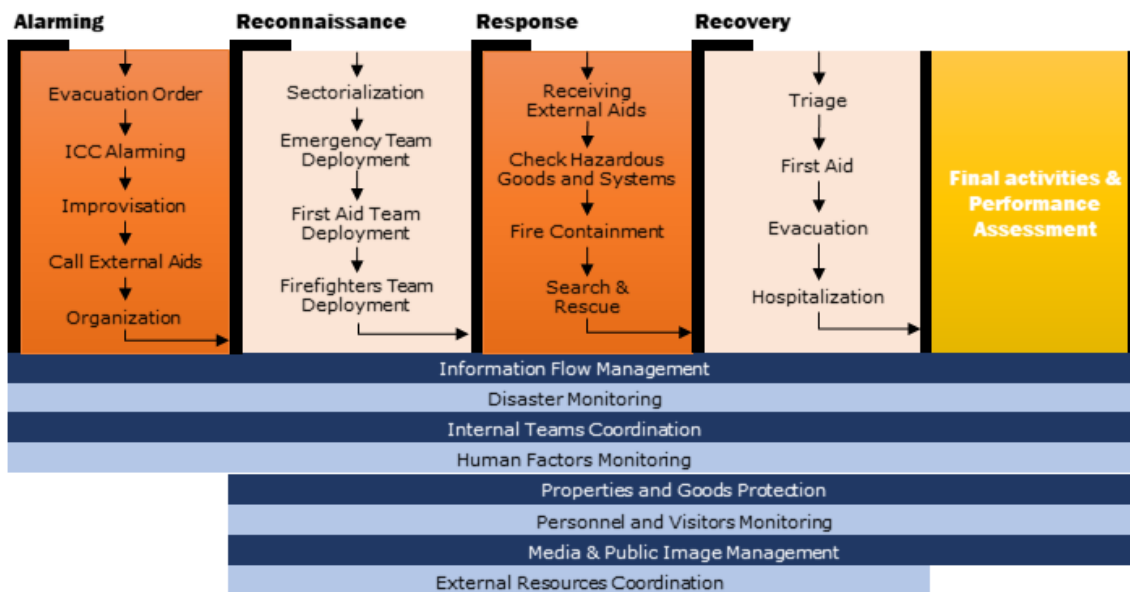 Alarming
Reconnaissance
Response
Recovery
Evacuation Order
ICC Alarming
Improvisation
Call External Aids
Organization
Sectorialization
Emergency Team
Deployment
First Aid Team
Deployment
Firefighters Team
Deployment
Receiving
External Aids
Check Hazardous
Goods and Systems
Fire Containment
Search &
Rescue
Triage
First Aid
Evacuation
Hospitalization
Final activities &
Performance
Assessment
Information Flow Management
Disaster Monitoring
Internal Teams Coordination
Human Factors Monitoring
Properties and Goods Protection
Personnel and Visitors Monitoring
Media & Public Image Management
External Resources Coordination